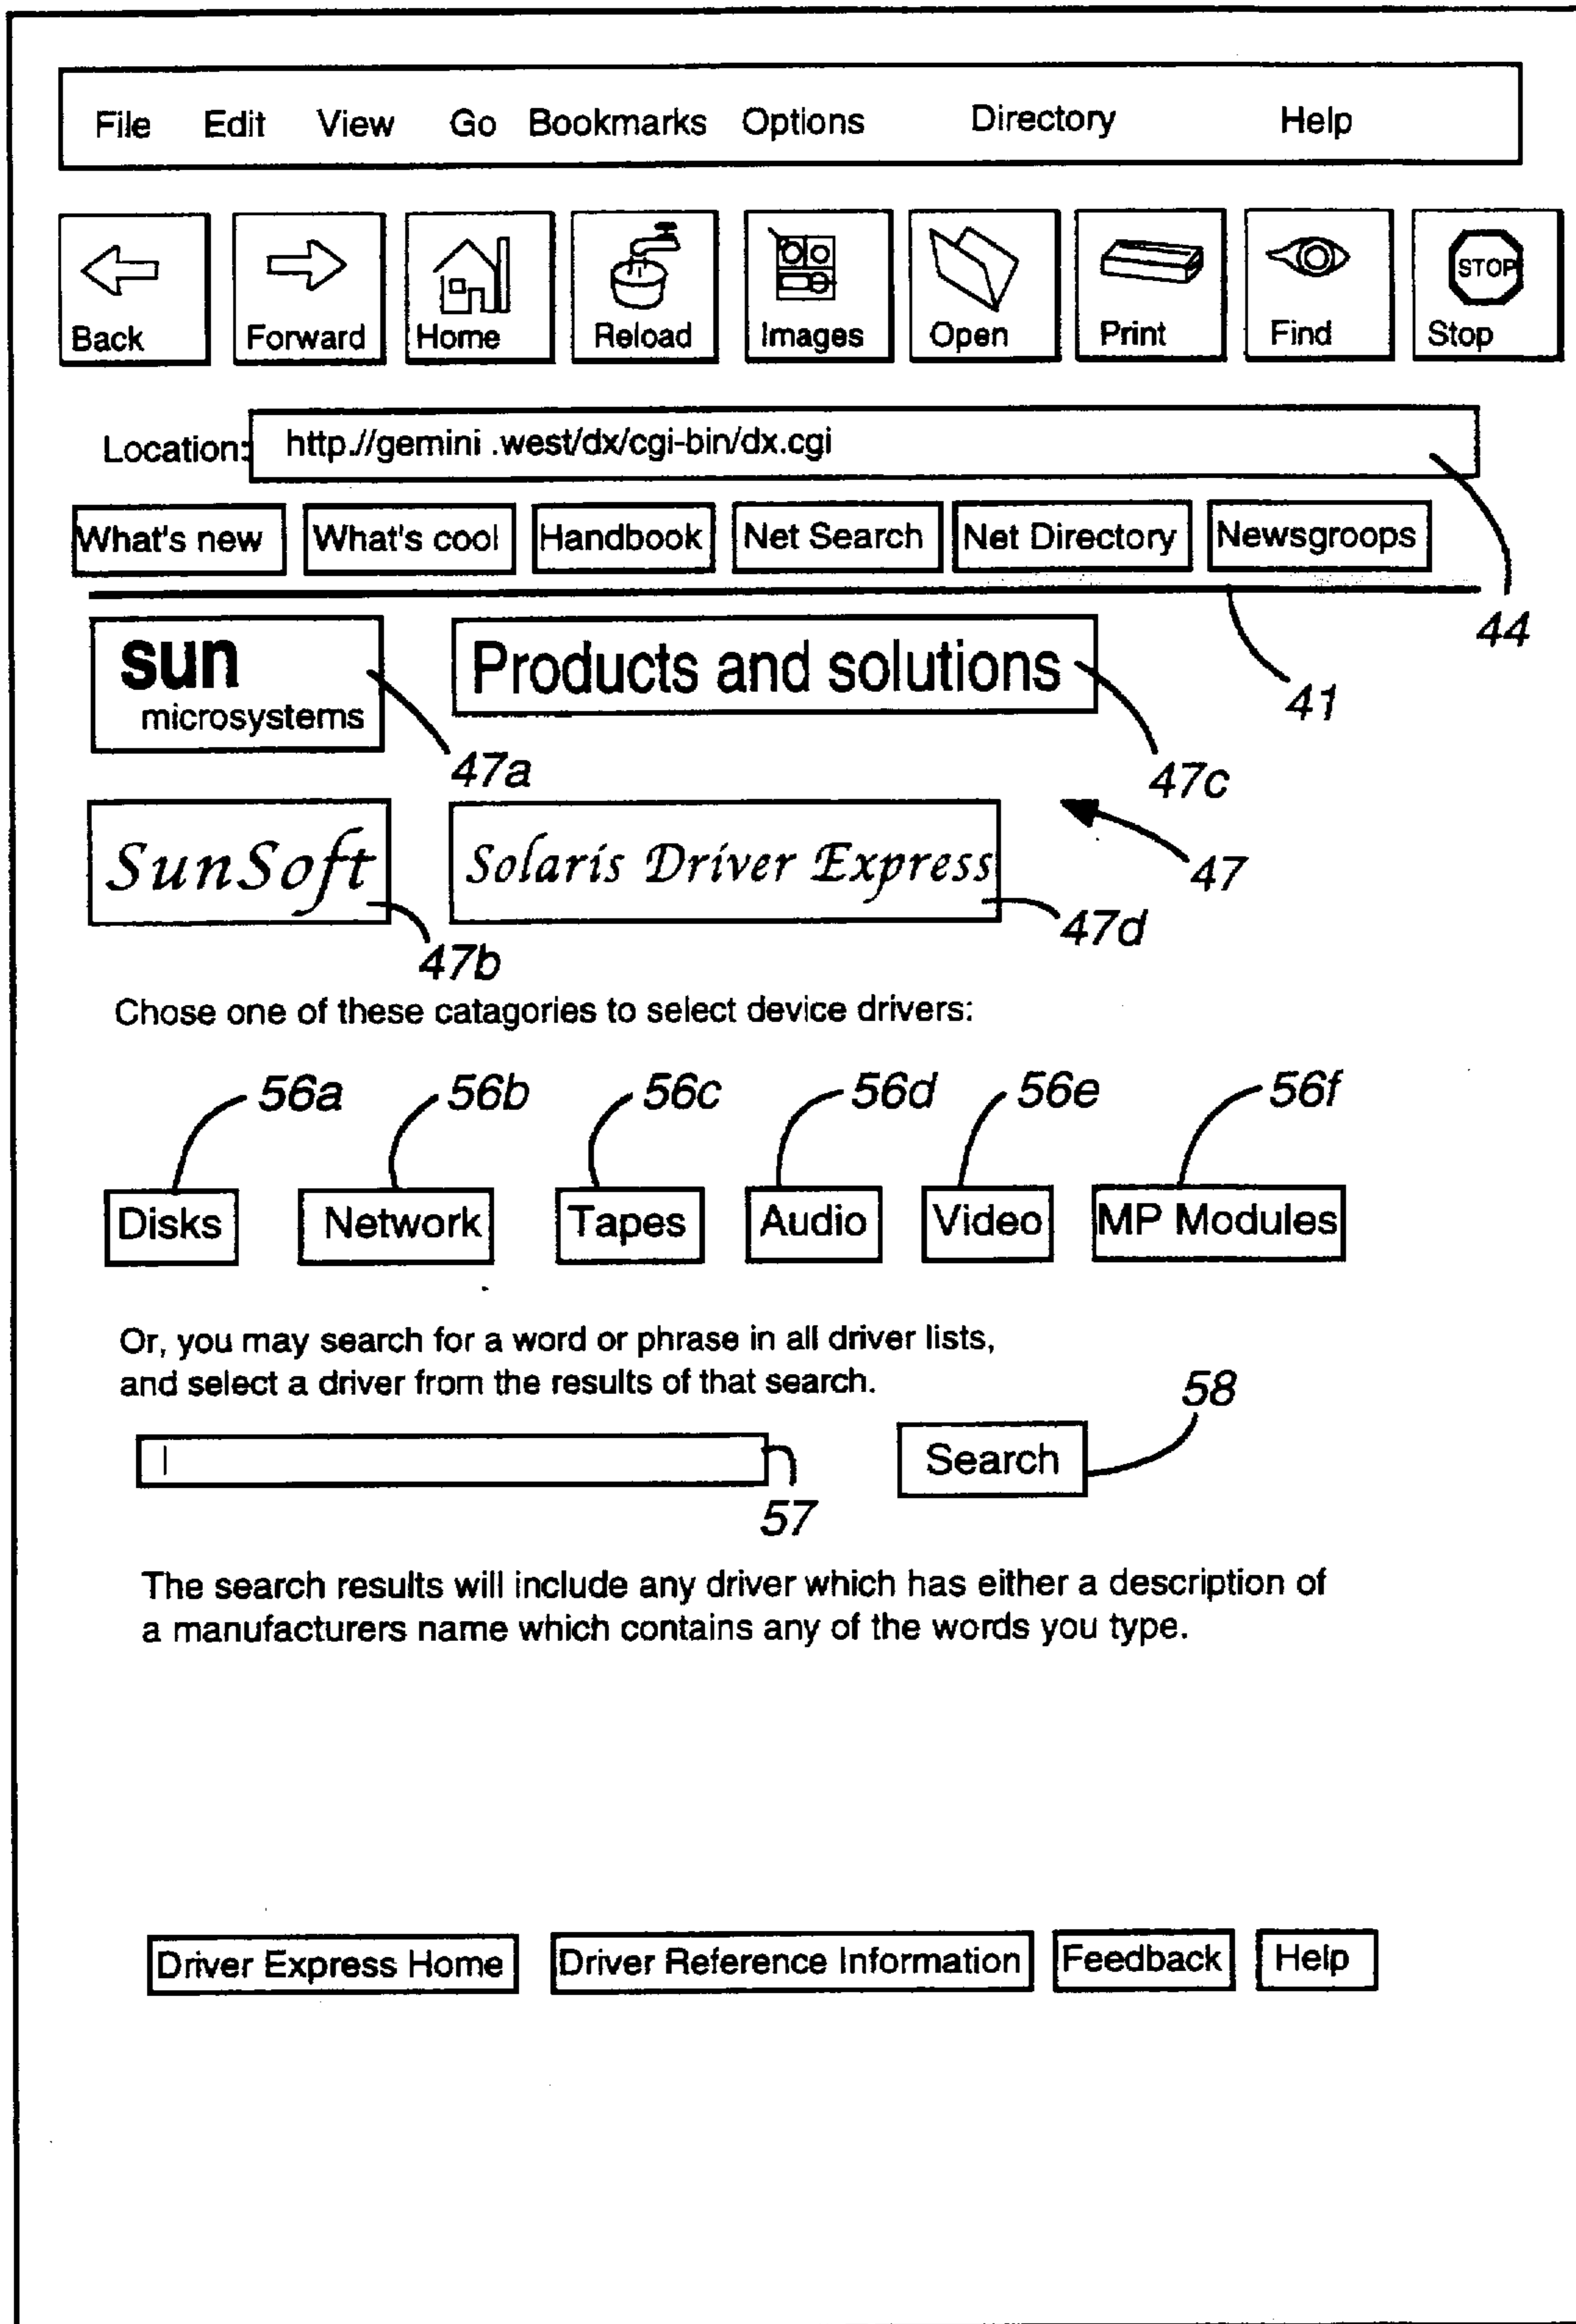 File Edit View Go Bookmarks Options Directory Help
STOP
Back Forward Home Reload Images Open Print Find Stop
Location: http://gemini .west/dx/cgi-bin/dx.cgi
What's new What's cool Handbook Net Search Net Directory Newsgroops
44
sun Products and solutions
microsystems
41
47a 47c
SunSoft Solaris Driver Express 47
47d
47b
Chose one of these catagories to select device drivers:
56a 56b 56c 56d 56e 56f
Disks Network Tapes Audio Video MP Modules
Or, you may search for a word or phrase in all driver lists,
and select a driver from the results of that search.
58
Search
57
The search results will include any driver which has either a description of
a manufacturers name which contains any of the words you type.
Driver Express Home Driver Reference Information Feedback Help